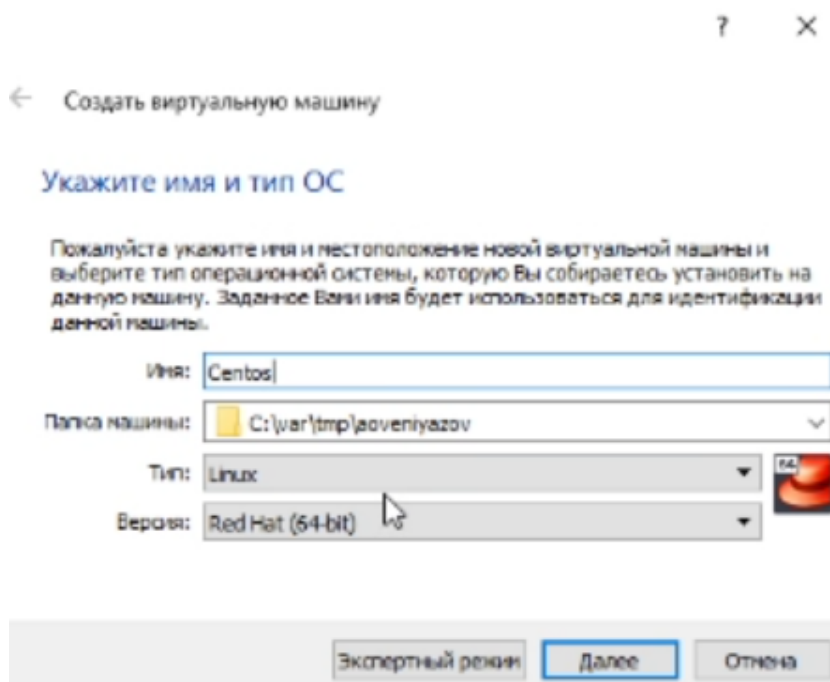 ?
Создать виртуальную машину
Укажите имя и тип ОС
Пожалуйста укажите имя и местоположение новой виртуальной машины и
выберите тип операционной системы, которую Вы собираетесь установить на
данную машину. Заданное Вами имя будет использоваться для идентификации
данной машины.
Имя: Centos
Папка машины: C:\var\tmp\aoveniyazov
Тип: Linux
64
Версия: Red Hat (64-bit)
Экспертный режим Далее Отмена